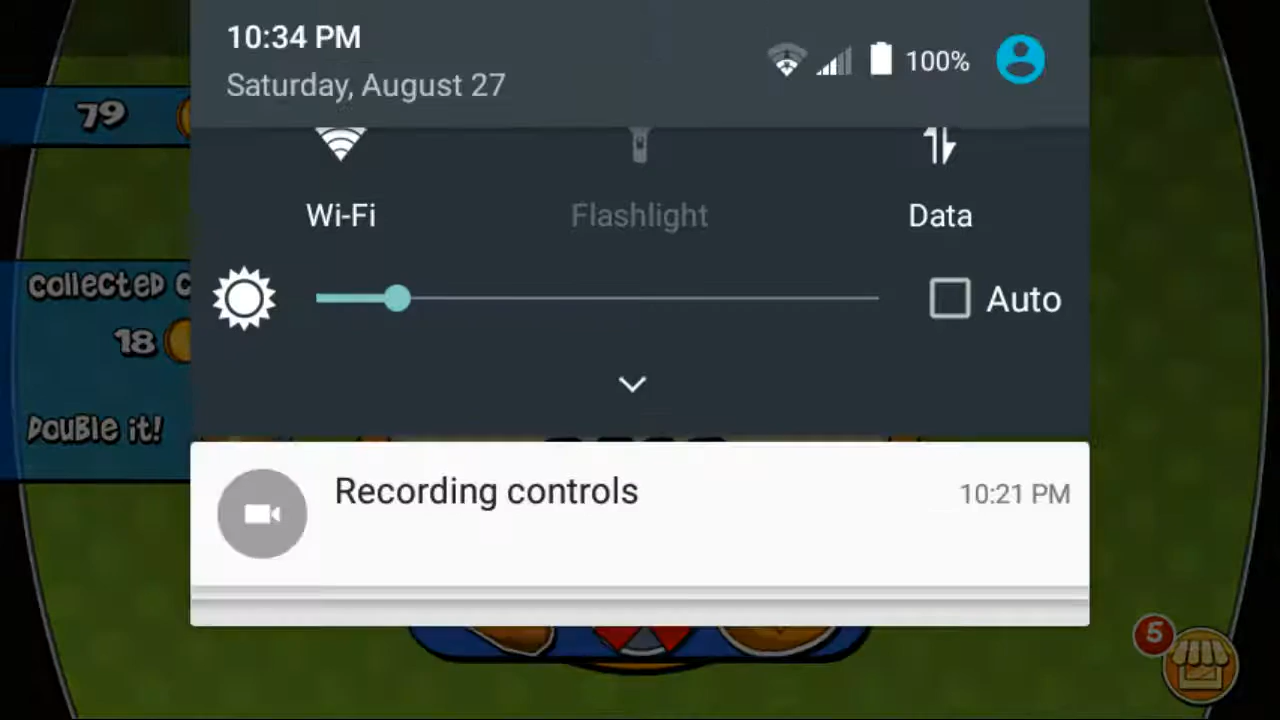 10:34 PM
100%
Saturday, August 27
79
Wi-Fi
Flashlight
Data
COLLECTED C
Auto
18
DOUBLE IT!
Recording controls
10:21 PM
5